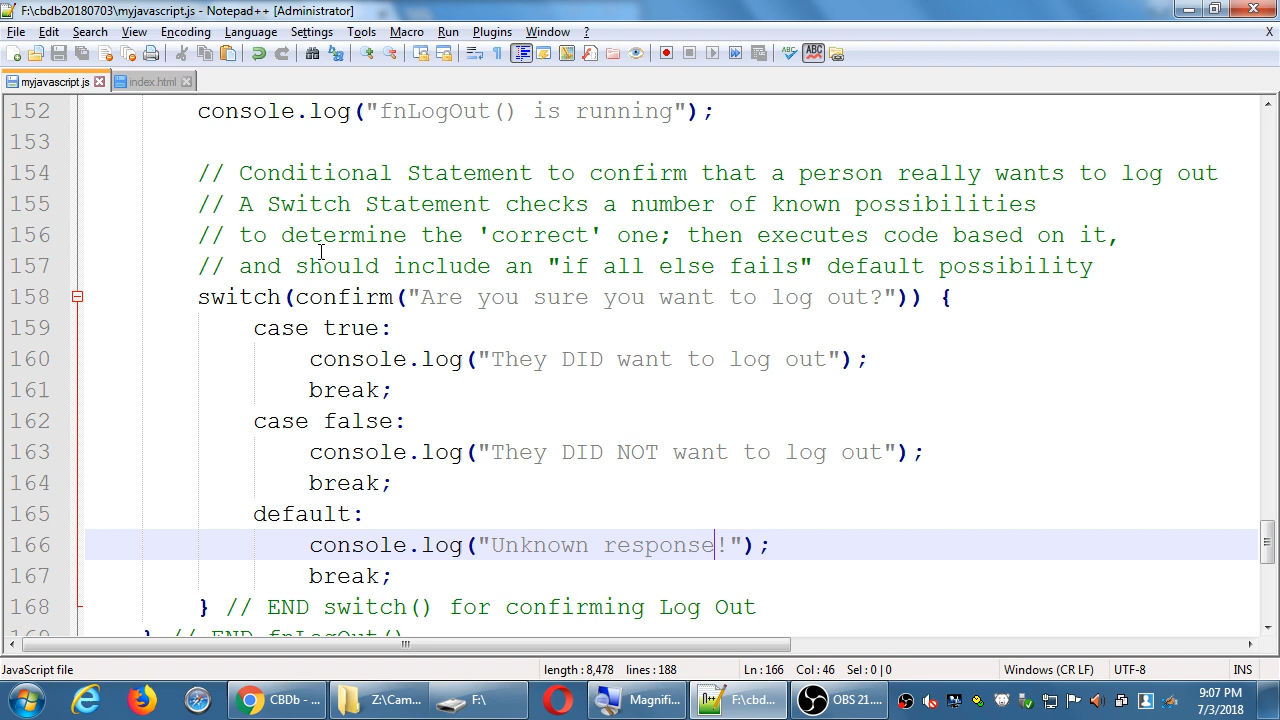 F:\cbdb20180703\myjavascript.js - Notepad++ [Administrator]
File Edit Search View Encoding Language Settings Tools Macro Run Plugins Window ? X
myjavascript.js index.html
152 console.log("fnLogOut() is running");
153
154 // Conditional Statement to confirm that a person really wants to log out
155 // A Switch Statement checks a number of known possibilities
156 // to determine the 'correct' one; then executes code based on it,
157 // and should include an "if all else fails" default possibility
158 switch(confirm("Are you sure you want to log out?")) {
159 case true:
160 console.log("They DID want to log out");
161 break;
162 case false:
163 console.log("They DID NOT want to log out");
164 break;
165 default:
166 console.log("Unknown response!");
167 break;
168 } // END switch() for confirming Log Out
169 } // END fnLogOut()
JavaScript file length : 8,478 lines : 188 Ln : 166 Col : 46 Sel : 0 | 0 Windows (CR LF) UTF-8 INS
CBDb - ... Z:\Cam... F:\ Magnifi... F:\cbd... OBS 21.... 9:07 PM
7/3/2018